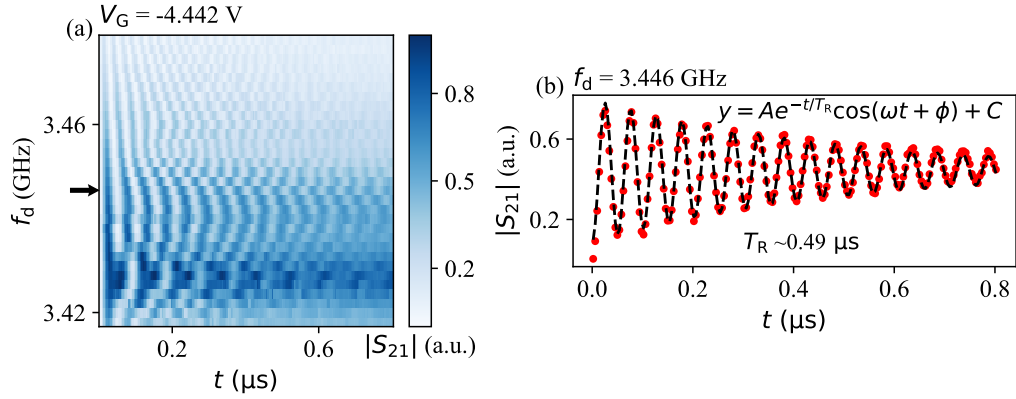 (a)
V_G = -4.442 V
3.46
3.42
f_d (GHz)
0.2
0.6
t (μs)
0.8
0.5
0.2
|S_21| (a.u.)
(b)
f_d = 3.446 GHz
y = Ae^{-t/T_R}cos(ωt + ϕ) + C
T_R ~0.49 μs
0.6
0.2
|S_21| (a.u.)
0.0
0.2
0.4
0.6
0.8
t (μs)